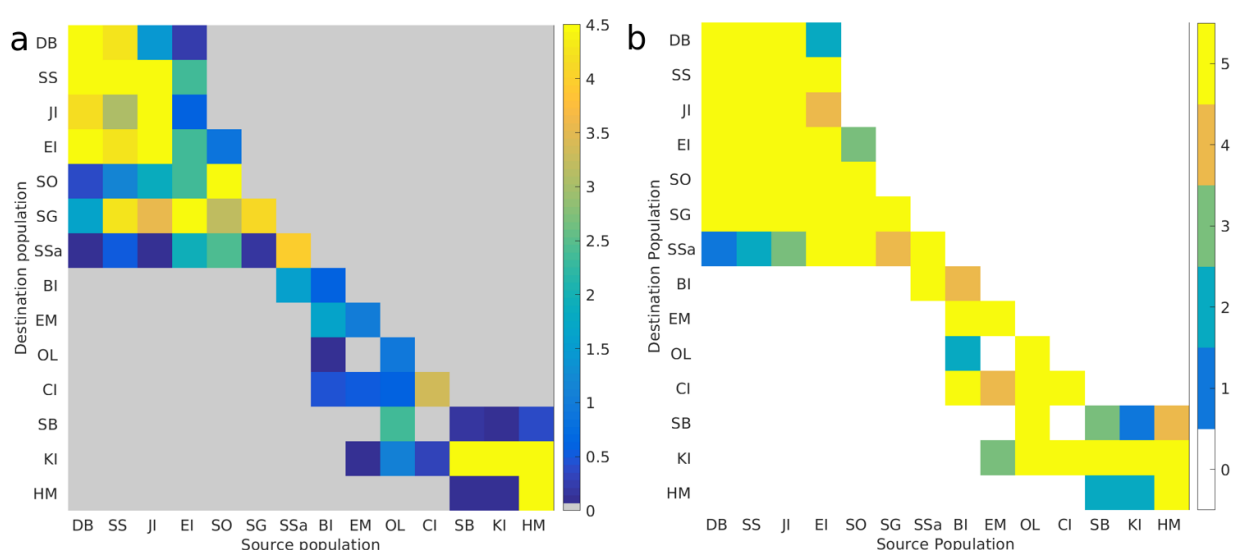 a
Destination population
DB
SS
JI
EI
SO
SG
SSa
BI
EM
OL
CI
SB
KI
HM
DB SS JI EI SO SG SSa BI EM OL CI SB KI HM
Source population
4.5
4
3.5
3
2.5
2
1.5
1
0.5
0
b
Destination Population
DB
SS
JI
EI
SO
SG
SSa
BI
EM
OL
CI
SB
KI
HM
DB SS JI EI SO SG SSa BI EM OL CI SB KI HM
Source Population
5
4
3
2
1
0